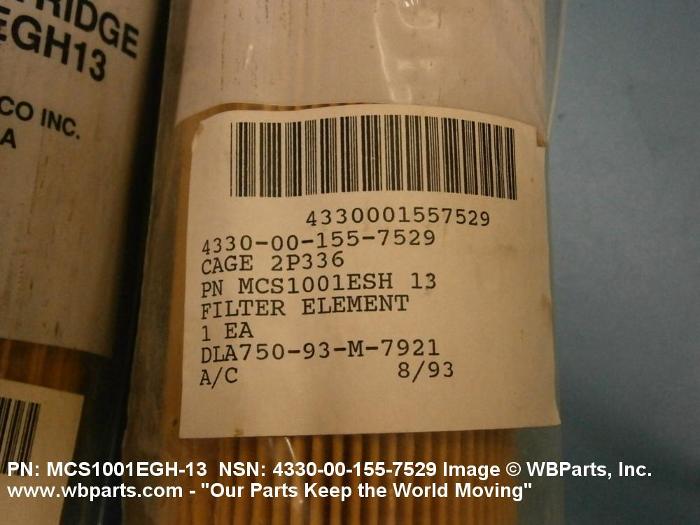 RIDGE
EGH13
CO INC.
A
4330001557529
4330-00-155-7529
CAGE 2P336
PN MCS1001ESH 13
FILTER ELEMENT
1 EA
DLA750-93-M-7921
A/C 8/93
PN: MCS1001EGH-13 NSN: 4330-00-155-7529 Image © WBParts, Inc.
www.wbparts.com - "Our Parts Keep the World Moving"